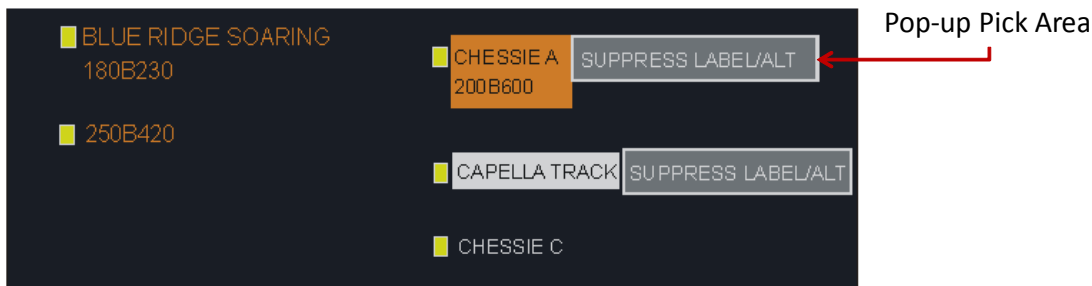 Pop-up Pick Area
BLUE RIDGE SOARING
180B230
250B420
CHESSIE A
200B600
SUPPRESS LABEL/ALT
CAPELLA TRACK
SUPPRESS LABEL/ALT
CHESSIE C